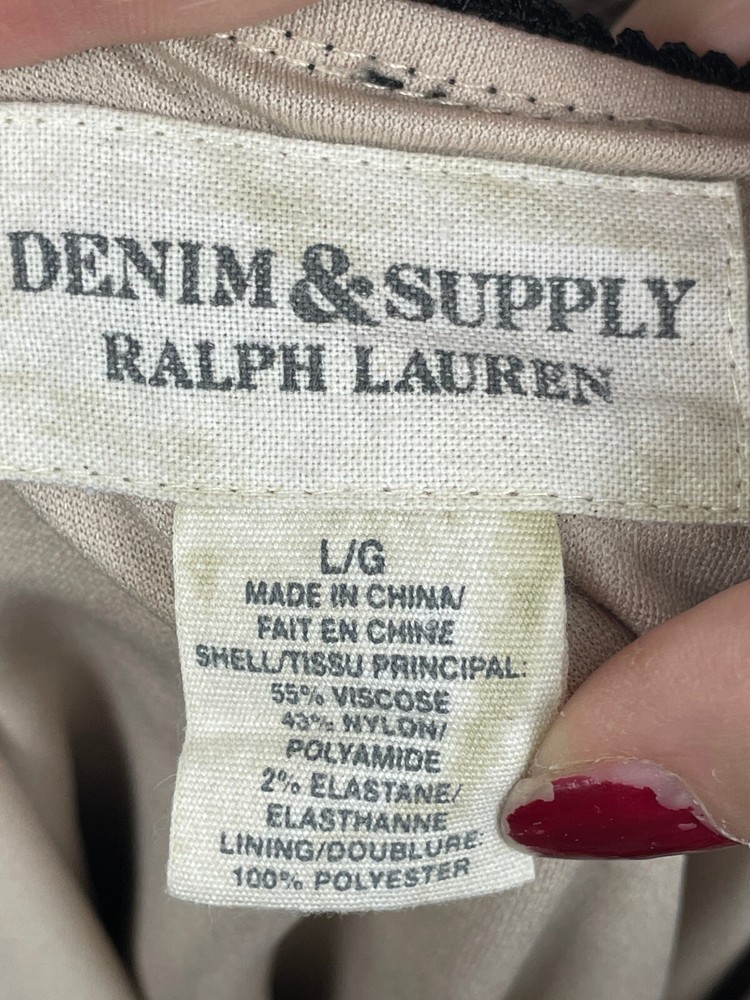 DENIM & SUPPLY
RALPH LAUREN
L/G
MADE IN CHINA/
FAIT EN CHINE
SHELL/TISSU PRINCIPAL:
55% VISCOSE
43% NYLON/
POLYAMIDE
2% ELASTANE/
ELASTHANNE
LINING/DOUBLURE:
100% POLYESTER